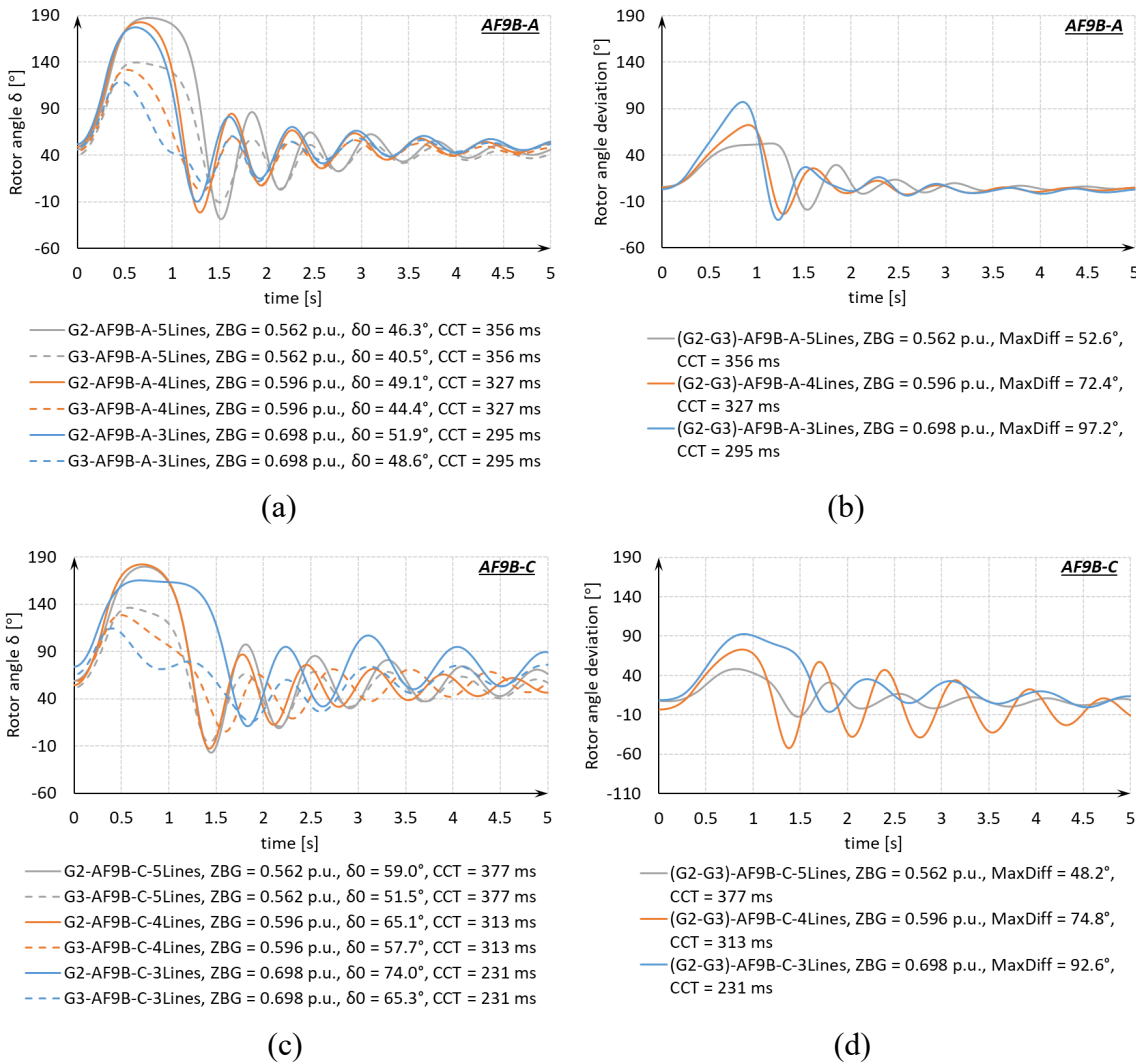 190
140
90
40
-10
-60
Rotor angle δ [°]
AF9B-A
0 0.5 1 1.5 2 2.5 3 3.5 4 4.5 5
time [s]
G2-AF9B-A-5Lines, ZBG = 0.562 p.u., δ0 = 46.3°, CCT = 356 ms
G3-AF9B-A-5Lines, ZBG = 0.562 p.u., δ0 = 40.5°, CCT = 356 ms
G2-AF9B-A-4Lines, ZBG = 0.596 p.u., δ0 = 49.1°, CCT = 327 ms
G3-AF9B-A-4Lines, ZBG = 0.596 p.u., δ0 = 44.4°, CCT = 327 ms
G2-AF9B-A-3Lines, ZBG = 0.698 p.u., δ0 = 51.9°, CCT = 295 ms
G3-AF9B-A-3Lines, ZBG = 0.698 p.u., δ0 = 48.6°, CCT = 295 ms
(a)
190
140
90
40
-10
-60
Rotor angle deviation [°]
AF9B-A
0 0.5 1 1.5 2 2.5 3 3.5 4 4.5 5
time [s]
(G2-G3)-AF9B-A-5Lines, ZBG = 0.562 p.u., MaxDiff = 52.6°,
CCT = 356 ms
(G2-G3)-AF9B-A-4Lines, ZBG = 0.596 p.u., MaxDiff = 72.4°,
CCT = 327 ms
(G2-G3)-AF9B-A-3Lines, ZBG = 0.698 p.u., MaxDiff = 97.2°,
CCT = 295 ms
(b)
190
140
90
40
-10
-60
Rotor angle δ [°]
AF9B-C
0 0.5 1 1.5 2 2.5 3 3.5 4 4.5 5
time [s]
G2-AF9B-C-5Lines, ZBG = 0.562 p.u., δ0 = 59.0°, CCT = 377 ms
G3-AF9B-C-5Lines, ZBG = 0.562 p.u., δ0 = 51.5°, CCT = 377 ms
G2-AF9B-C-4Lines, ZBG = 0.596 p.u., δ0 = 65.1°, CCT = 313 ms
G3-AF9B-C-4Lines, ZBG = 0.596 p.u., δ0 = 57.7°, CCT = 313 ms
G2-AF9B-C-3Lines, ZBG = 0.698 p.u., δ0 = 74.0°, CCT = 231 ms
G3-AF9B-C-3Lines, ZBG = 0.698 p.u., δ0 = 65.3°, CCT = 231 ms
(c)
190
140
90
40
-10
-60
-110
Rotor angle deviation [°]
AF9B-C
0 0.5 1 1.5 2 2.5 3 3.5 4 4.5 5
time [s]
(G2-G3)-AF9B-C-5Lines, ZBG = 0.562 p.u., MaxDiff = 48.2°,
CCT = 377 ms
(G2-G3)-AF9B-C-4Lines, ZBG = 0.596 p.u., MaxDiff = 74.8°,
CCT = 313 ms
(G2-G3)-AF9B-C-3Lines, ZBG = 0.698 p.u., MaxDiff = 92.6°,
CCT = 231 ms
(d)